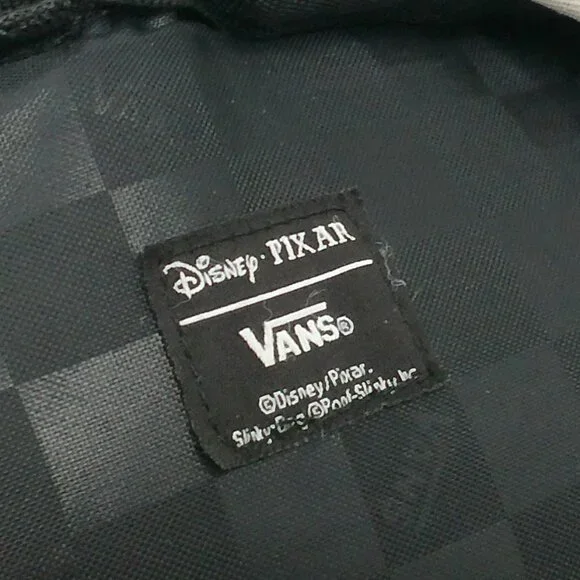 Disney · PIXAR
VANS®
©Disney/Pixar.
Slinky® Dog ©Poof-Slinky, Inc.